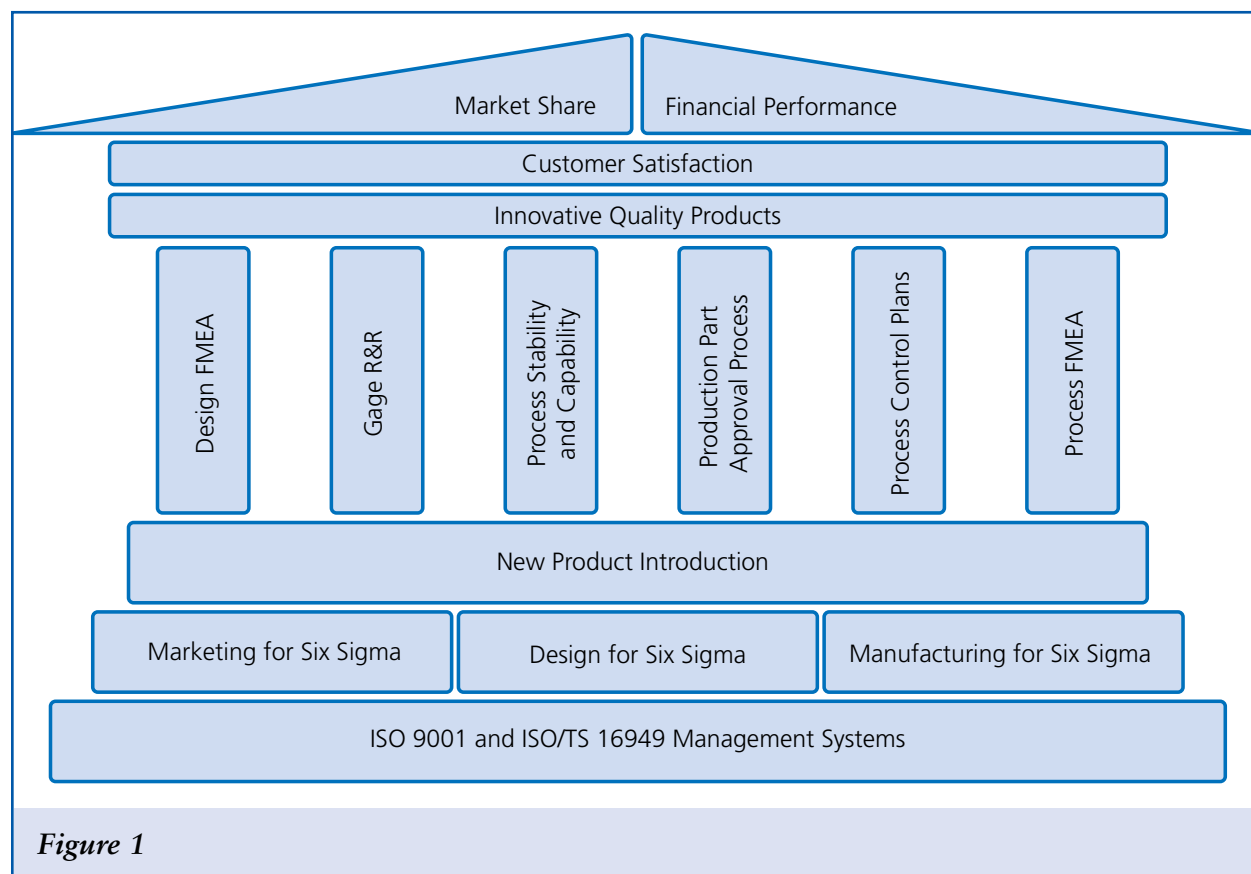 Market Share
Financial Performance
Customer Satisfaction
Innovative Quality Products
Design FMEA
Gage R&R
Process Stability
and Capability
Production Part
Approval Process
Process Control Plans
Process FMEA
New Product Introduction
Marketing for Six Sigma
Design for Six Sigma
Manufacturing for Six Sigma
ISO 9001 and ISO/TS 16949 Management Systems
Figure 1